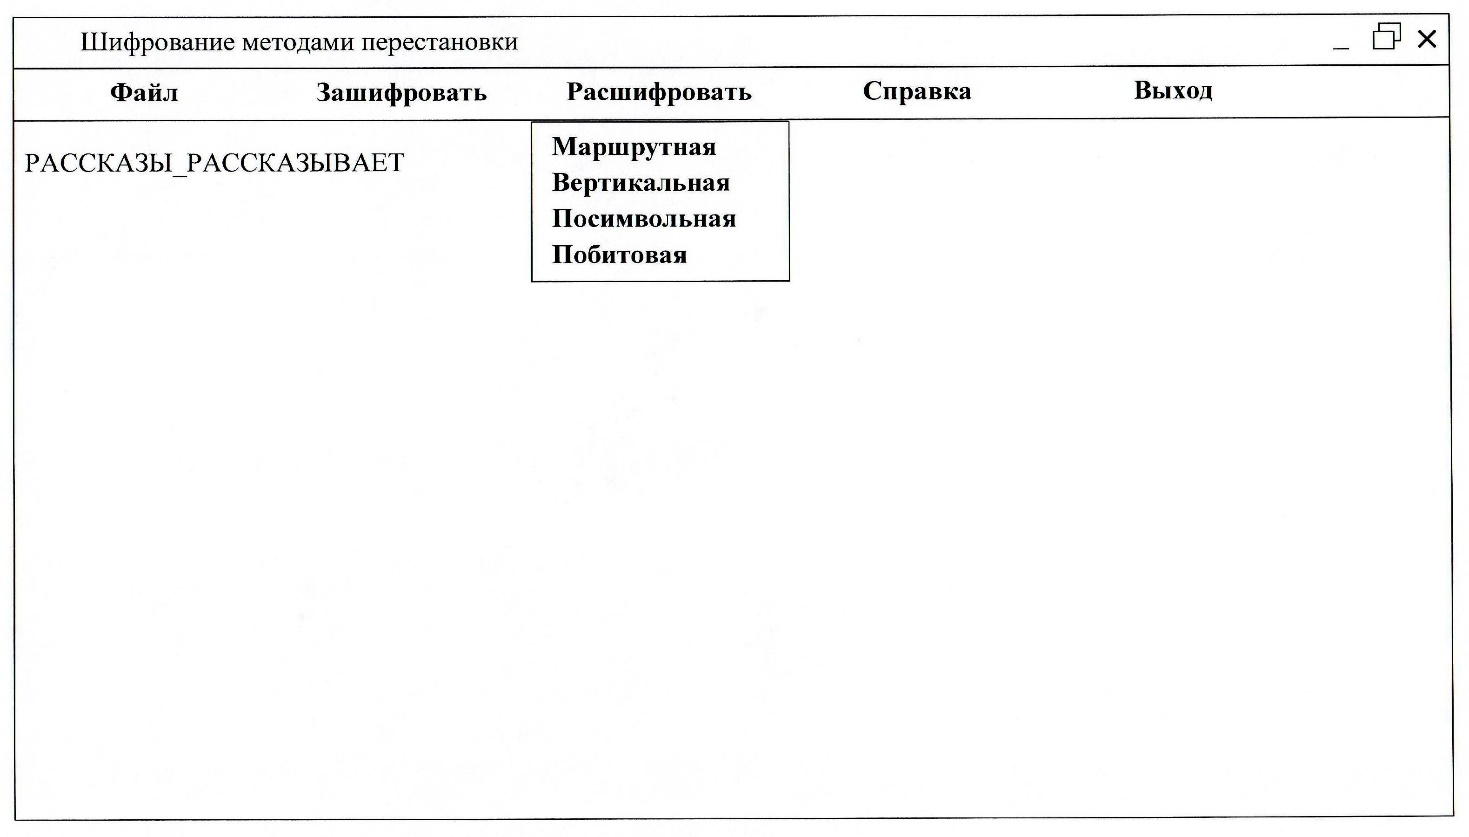 Шифрование методами перестановки
Файл Зашифровать Расшифровать Справка Выход
РАССКАЗЫ_РАССКАЗЫВАЕТ
Маршрутная
Вертикальная
Посимвольная
Побитовая